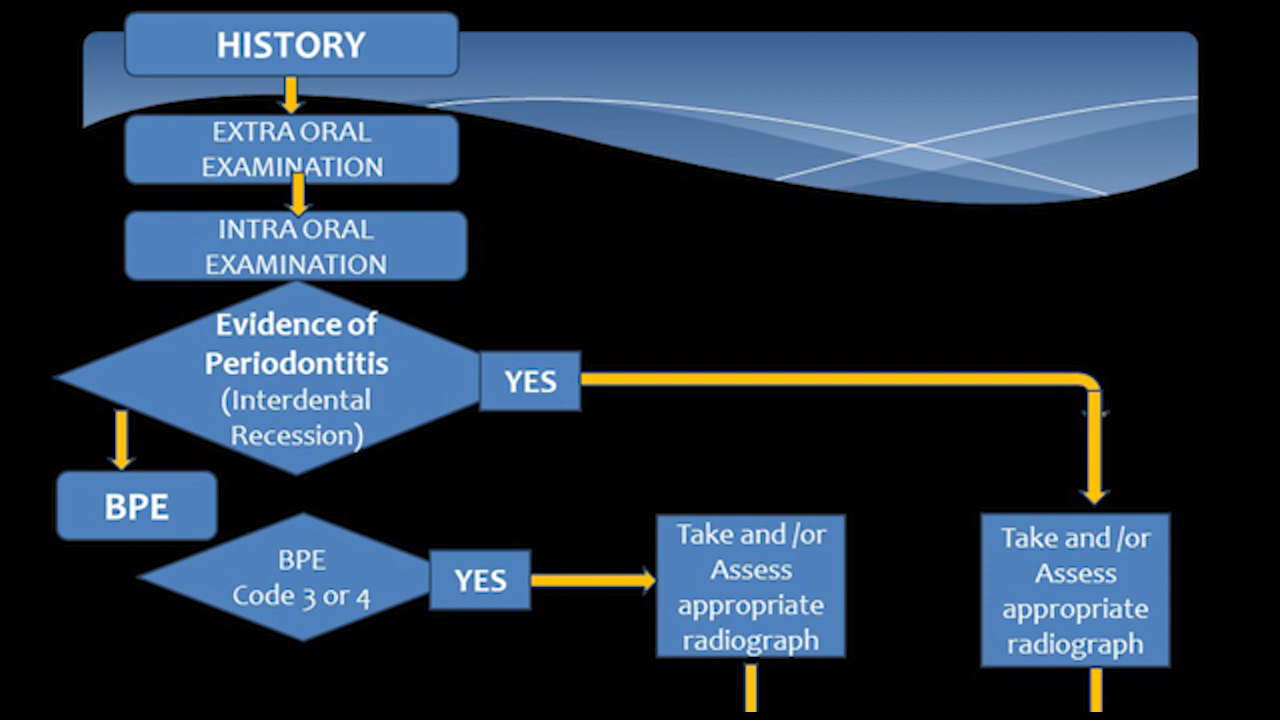 HISTORY
EXTRA ORAL
EXAMINATION
INTRA ORAL
EXAMINATION
Evidence of
Periodontitis
(Interdental
Recession)
YES
BPE
BPE
Code 3 or 4
YES
Take and /or
Assess
appropriate
radiograph
Take and /or
Assess
appropriate
radiograph